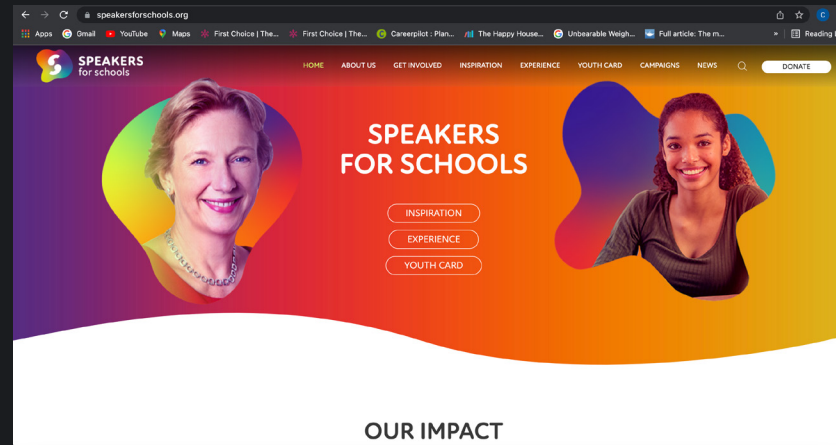 speakersforschools.org
Apps Gmail YouTube Maps First Choice | The... First Choice | The... Careerpilot : Plan... The Happy House... Unbearable Weigh... Full article: The m... » Reading
SPEAKERS
for schools
HOME ABOUT US GET INVOLVED INSPIRATION EXPERIENCE YOUTH CARD CAMPAIGNS NEWS DONATE
SPEAKERS
FOR SCHOOLS
INSPIRATION
EXPERIENCE
YOUTH CARD
OUR IMPACT